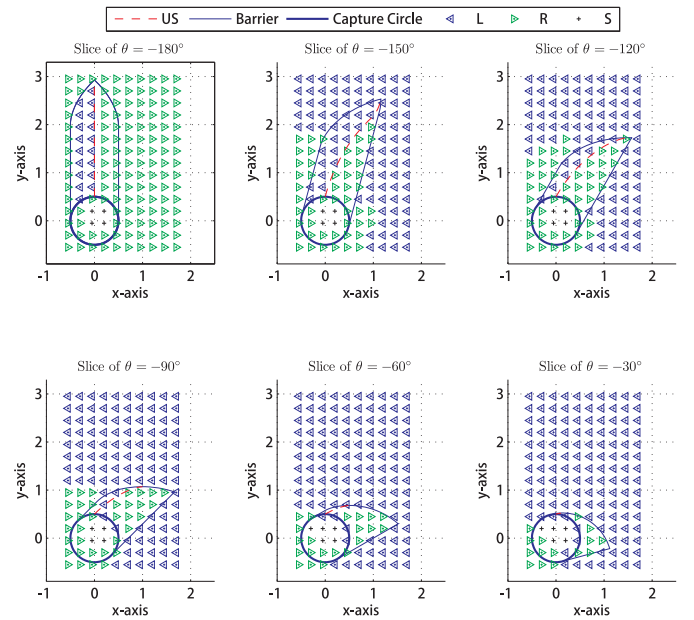 US Barrier Capture Circle L R S
Slice of θ = −180° Slice of θ = −150° Slice of θ = −120°
3 3 3
2 2 2
1 1 1
0 0 0
y-axis y-axis y-axis
-1 0 1 2 -1 0 1 2 -1 0 1 2
x-axis x-axis x-axis
Slice of θ = −90° Slice of θ = −60° Slice of θ = −30°
3 3 3
2 2 2
1 1 1
0 0 0
y-axis y-axis y-axis
-1 0 1 2 -1 0 1 2 -1 0 1 2
x-axis x-axis x-axis